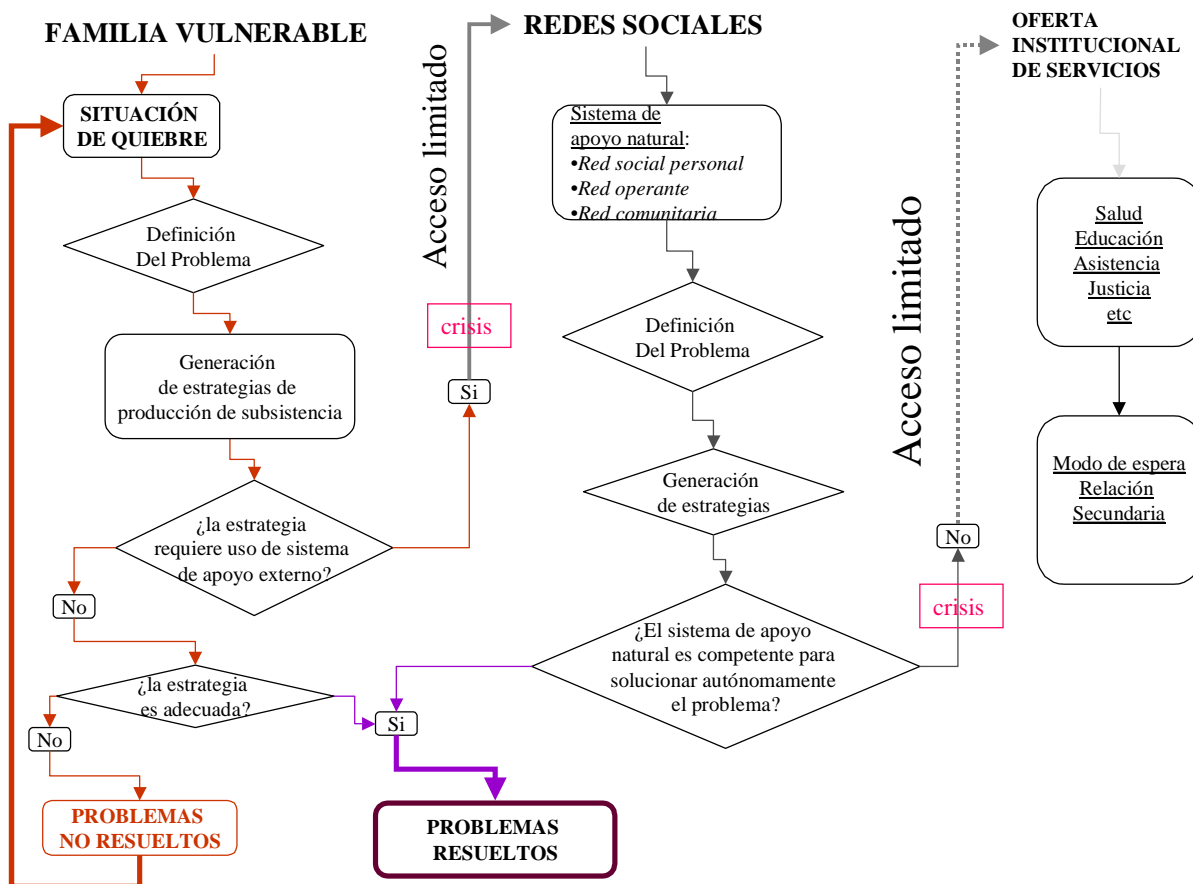 FAMILIA VULNERABLE
SITUACIÓN
DE QUIEBRE
Definición
Del Problema
Generación
de estrategias de
producción de subsistencia
¿la estrategia
requiere uso de sistema
de apoyo externo?
No
Si
crisis
Acceso limitado
¿la estrategia
es adecuada?
No
Si
PROBLEMAS
NO RESUELTOS
PROBLEMAS
RESUELTOS
REDES SOCIALES
Sistema de
apoyo natural:
•Red social personal
•Red operante
•Red comunitaria
Definición
Del Problema
Generación
de estrategias
¿El sistema de apoyo
natural es competente para
solucionar autónomamente
el problema?
No
crisis
Acceso limitado
OFERTA
INSTITUCIONAL
DE SERVICIOS
Salud
Educación
Asistencia
Justicia
etc
Modo de espera
Relación
Secundaria